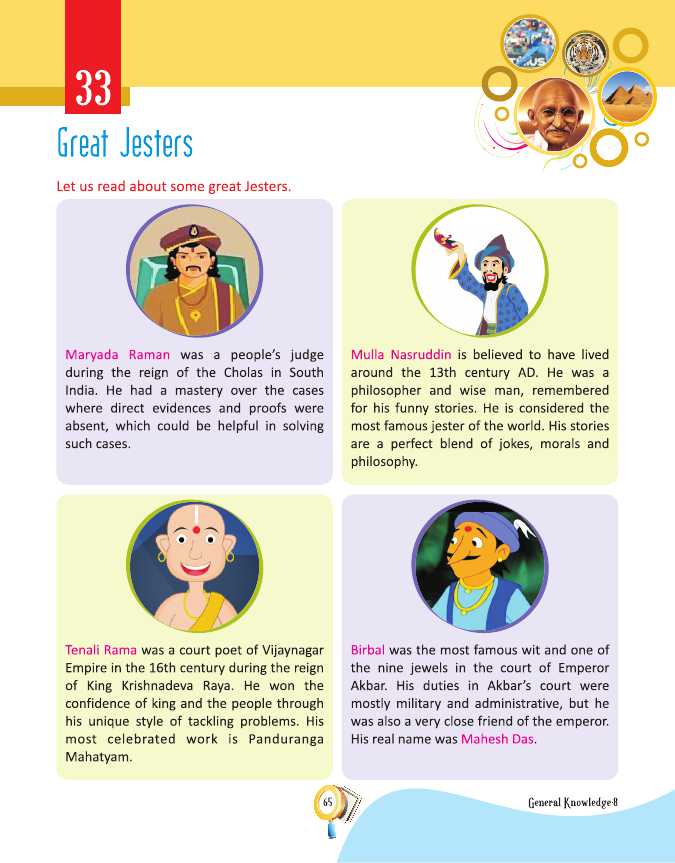 33
Great Jesters
Let us read about some great Jesters.
Maryada Raman was a people’s judge
during the reign of the Cholas in South
India. He had a mastery over the cases
where direct evidences and proofs were
absent, which could be helpful in solving
such cases.
Mulla Nasruddin is believed to have lived
around the 13th century AD. He was a
philosopher and wise man, remembered
for his funny stories. He is considered the
most famous jester of the world. His stories
are a perfect blend of jokes, morals and
philosophy.
Tenali Rama was a court poet of Vijaynagar
Empire in the 16th century during the reign
of King Krishnadeva Raya. He won the
confidence of king and the people through
his unique style of tackling problems. His
most celebrated work is Panduranga
Mahatyam.
Birbal was the most famous wit and one of
the nine jewels in the court of Emperor
Akbar. His duties in Akbar’s court were
mostly military and administrative, but he
was also a very close friend of the emperor.
His real name was Mahesh Das.
65
General Knowledge-8